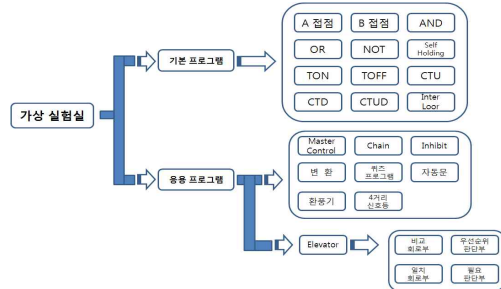 A 접점
B 접점
AND
OR
NOT
Self
Holding
TON
TOFF
CTU
CTD
CTUD
Inter
Loor
기본 프로그램
가상 실험실
응용 프로그램
Master
Control
Chain
Inhibit
변 환
퀴즈
프로그램
자동문
환풍기
4거리
신호등
Elevator
비교
회로부
우선순위
판단부
일치
회로부
필요
판단부